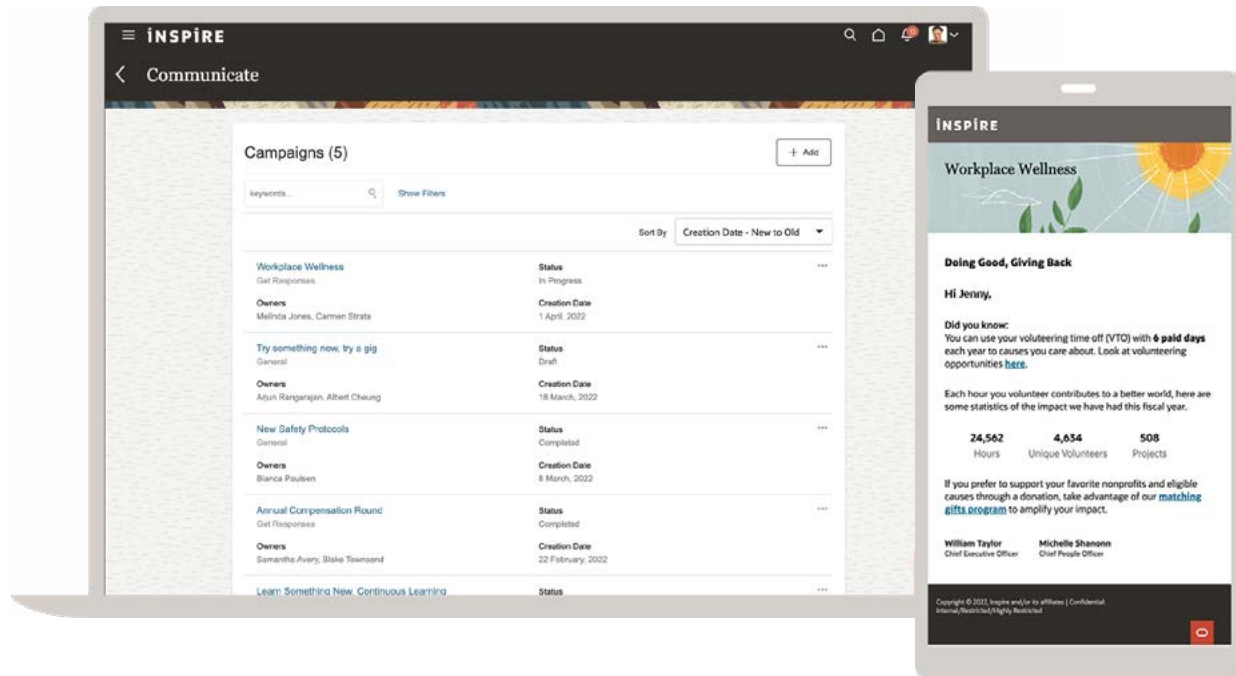 INSPIRE
Communicate
Campaigns (5)
+ Add
keywords...
Show Filters
Sort By
Creation Date - New to Old
Workplace Wellness
Get Responses
Status
In Progress
Owners
Melinda Jones, Carmen Strats
Creation Date
1 April, 2022
Try something new, try a gig
General
Status
Draft
Owners
Arjun Rangarajan, Albert Cheung
Creation Date
18 March, 2022
New Safety Protocols
General
Status
Completed
Owners
Bianca Paulsen
Creation Date
8 March, 2022
Annual Compensation Round
Get Responses
Status
Completed
Owners
Samantha Avery, Blake Townsend
Creation Date
22 February, 2022
Learn Something New, Continuous Learning
Status
INSPIRE
Workplace Wellness
Doing Good, Giving Back
Hi Jenny,
Did you know:
You can use your voluteering time off (VTO) with 6 paid days
each year to causes you care about. Look at volunteering
opportunities here.
Each hour you volunteer contributes to a better world, here are
some statistics of the impact we have had this fiscal year.
24,562 4,634 508
Hours Unique Volunteers Projects
If you prefer to support your favorite nonprofits and eligible
causes through a donation, take advantage of our matching
gifts program to amplify your impact.
William Taylor Michelle Shanonn
Chief Executive Officer Chief People Officer
Copyright © 2022, Inspire and/or its affiliates | Confidential:
Internal/Restricted/Highly Restricted